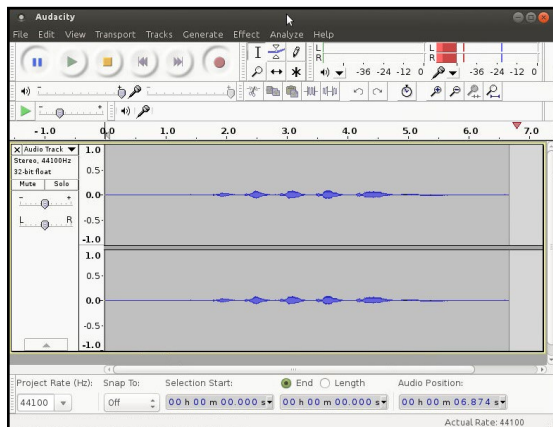 Audacity
File Edit View Transport Tracks Generate Effect Analyze Help
L
R
-36 -24 -12 0
L
R
-36 -24 -12 0
- +
- +
- 1.0 0.0 1.0 2.0 3.0 4.0 5.0 6.0 7.0
X Audio Track
Stereo, 44100Hz
32-bit float
Mute Solo
- +
L R
1.0
0.5-
0.0-
-0.5-
-1.0
1.0
0.5-
0.0-
-0.5-
-1.0
Project Rate (Hz): Snap To: Selection Start: End Length Audio Position:
44100 Off 00 h 00 m 00.000 s 00 h 00 m 00.000 s 00 h 00 m 06.874 s
Actual Rate: 44100